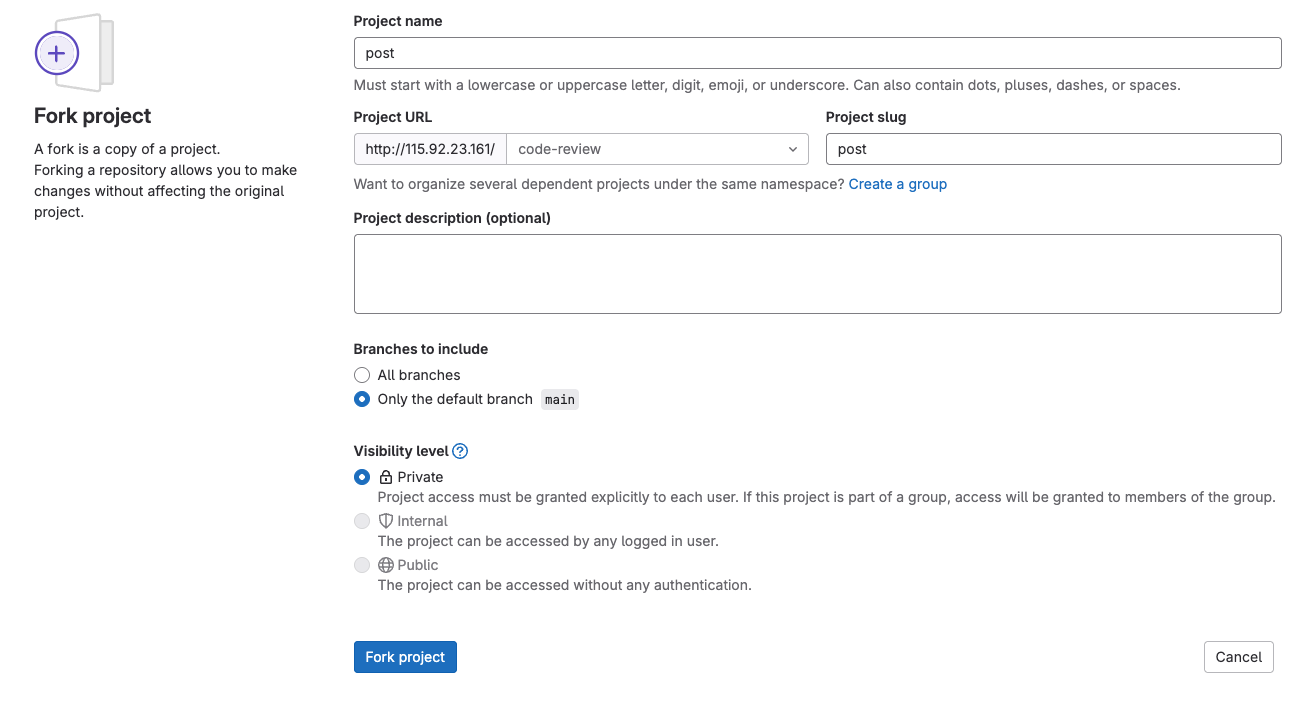 Fork project
A fork is a copy of a project.
Forking a repository allows you to make
changes without affecting the original
project.
Project name
post
Must start with a lowercase or uppercase letter, digit, emoji, or underscore. Can also contain dots, pluses, dashes, or spaces.
Project URL
http://115.92.23.161/ code-review
Project slug
post
Want to organize several dependent projects under the same namespace? Create a group
Project description (optional)
Branches to include
All branches
Only the default branch main
Visibility level
Private
Project access must be granted explicitly to each user. If this project is part of a group, access will be granted to members of the group.
Internal
The project can be accessed by any logged in user.
Public
The project can be accessed without any authentication.
Fork project
Cancel